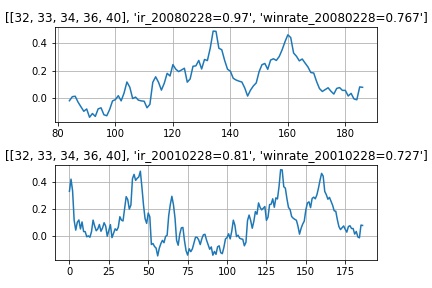 [[32, 33, 34, 36, 40], 'ir_20080228=0.97', 'winrate_20080228=0.767']
0.4
0.2
0.0
80 100 120 140 160 180
[[32, 33, 34, 36, 40], 'ir_20010228=0.81', 'winrate_20010228=0.727']
0.4
0.2
0.0
0 25 50 75 100 125 150 175